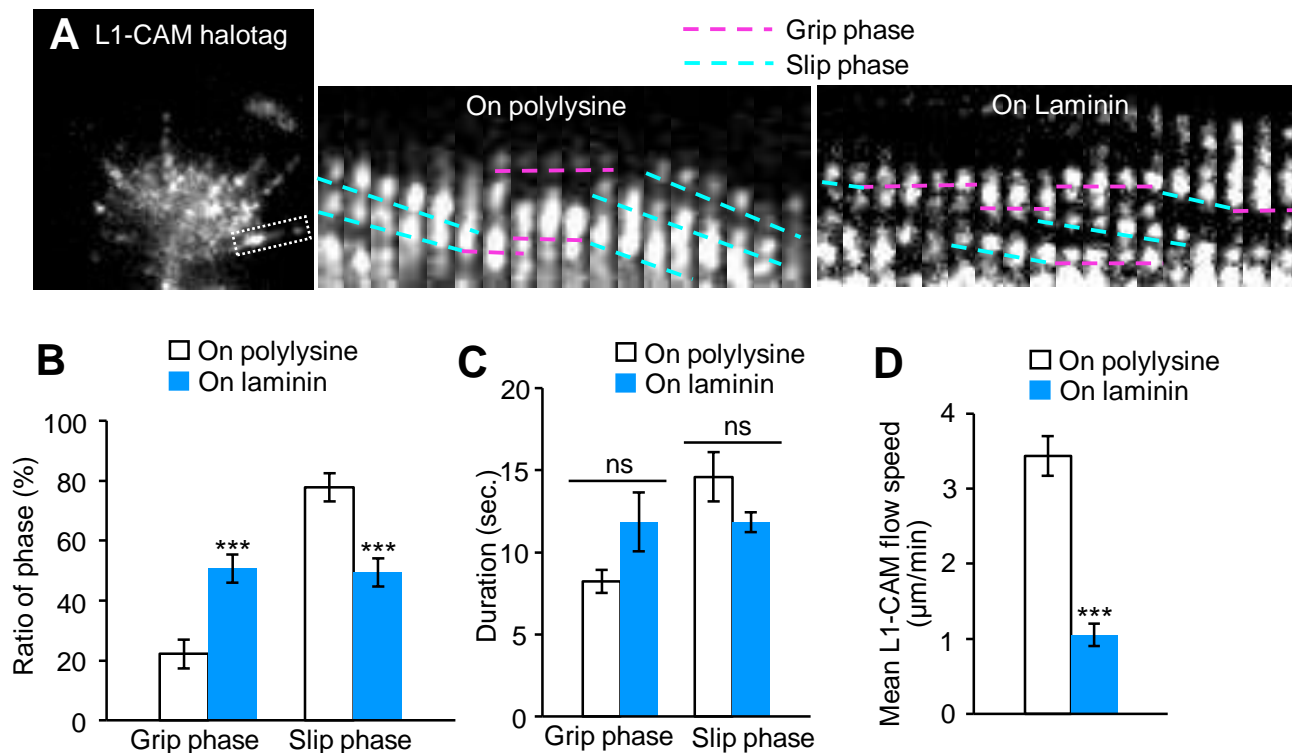 A L1-CAM halotag
Grip phase
Slip phase
On polylysine
On Laminin
B
On polylysine
On laminin
Ratio of phase (%)
100
80
60
40
20
0
***
***
Grip phase Slip phase
C
On polylysine
On laminin
Duration (sec.)
20
15
10
5
0
ns
ns
Grip phase Slip phase
D
On polylysine
On laminin
Mean L1-CAM flow speed
(μm/min)
4
3
2
1
0
***